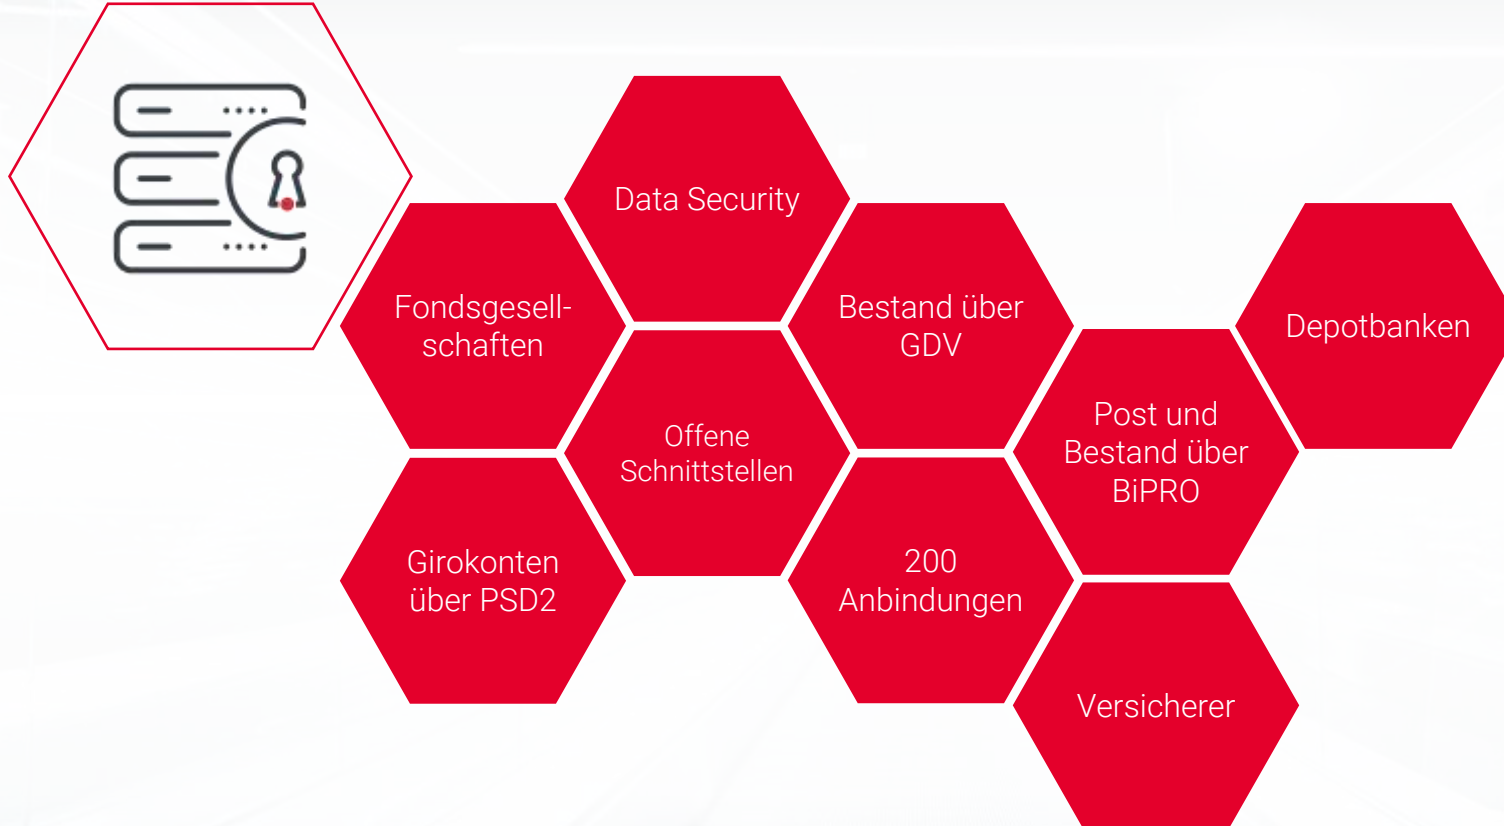 Data Security
Fondsgesell-
schaften
Bestand über
GDV
Depotbanken
Offene
Schnittstellen
Post und
Bestand über
BiPRO
Girokonten
über PSD2
200
Anbindungen
Versicherer